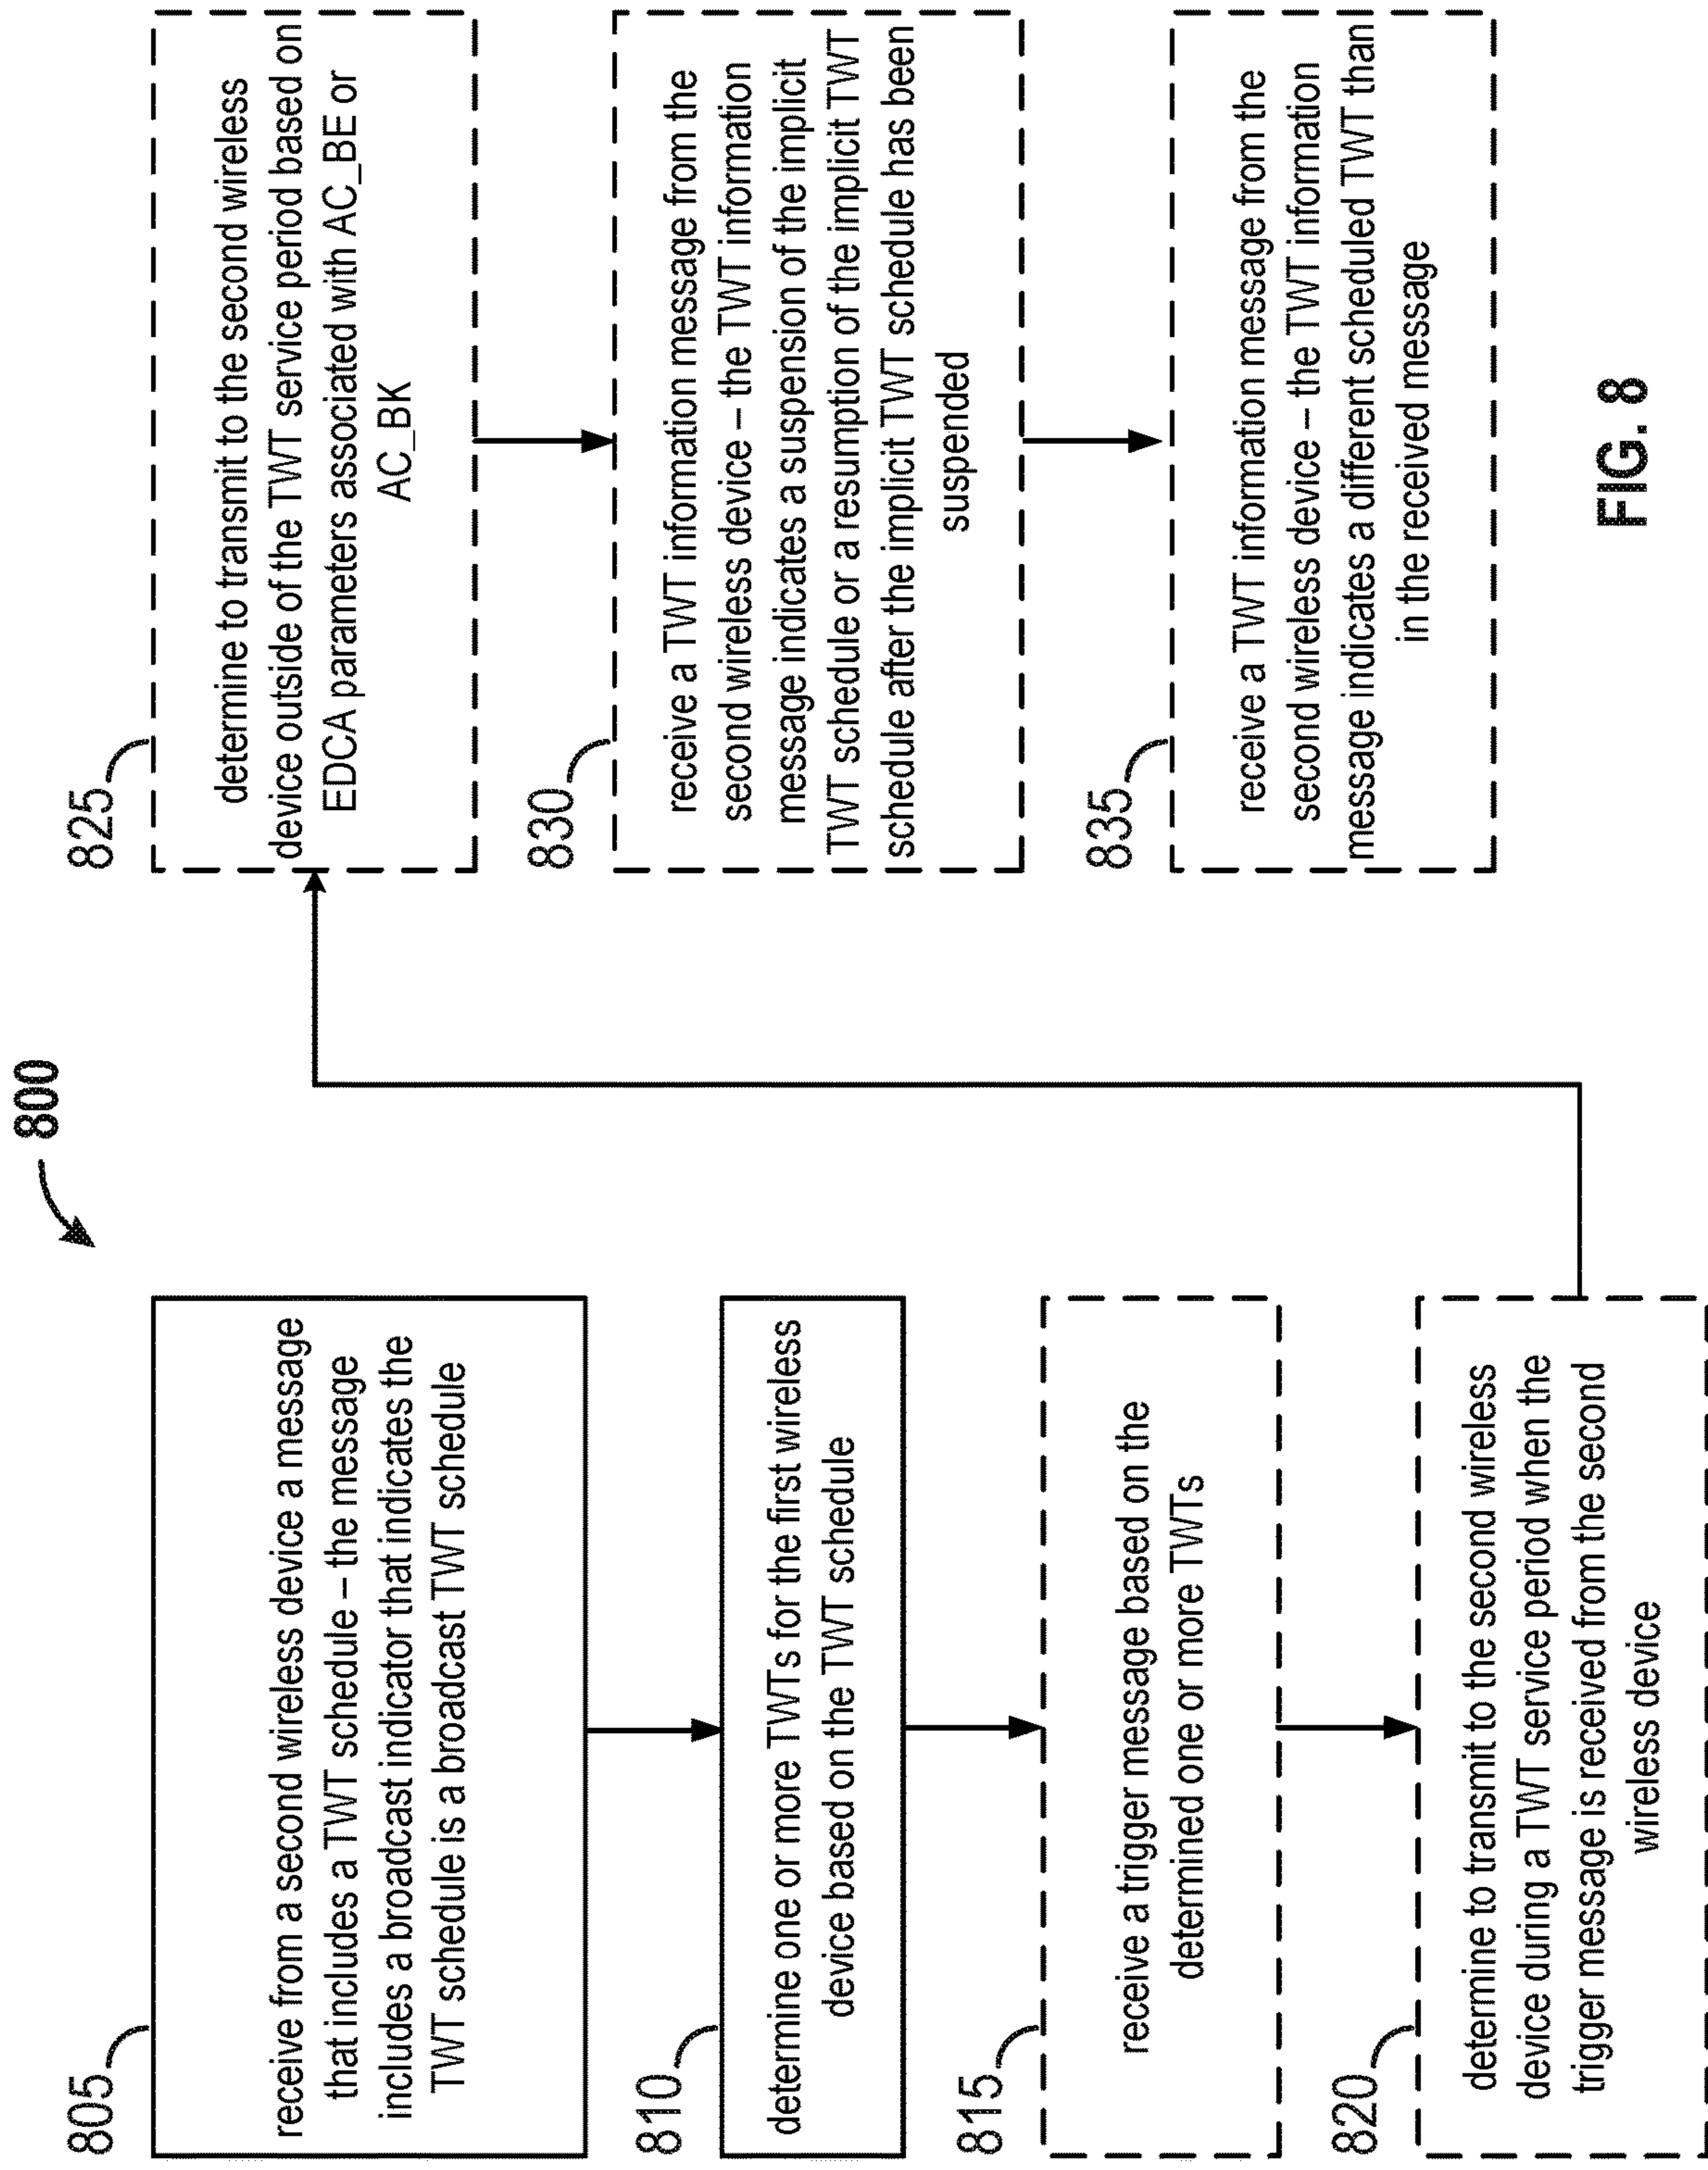 800
805
receive from a second wireless device a message
that includes a TWT schedule – the message
includes a broadcast indicator that indicates the
TWT schedule is a broadcast TWT schedule
810
determine one or more TWTs for the first wireless
device based on the TWT schedule
815
receive a trigger message based on the
determined one or more TWTs
820
determine to transmit to the second wireless
device during a TWT service period when the
trigger message is received from the second
wireless device
825
determine to transmit to the second wireless
device outside of the TWT service period based on
EDCA parameters associated with AC_BE or
AC_BK
830
receive a TWT information message from the
second wireless device – the TWT information
message indicates a suspension of the implicit
TWT schedule or a resumption of the implicit TWT
schedule after the implicit TWT schedule has been
suspended
835
receive a TWT information message from the
second wireless device – the TWT information
message indicates a different scheduled TWT than
in the received message
FIG. 8